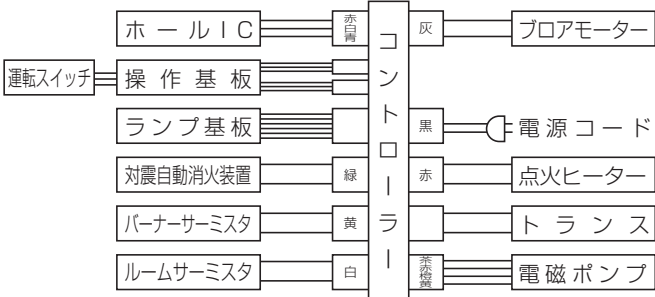 ホールIC
赤
白
青
コントローラー
灰
ブロアモーター
運転スイッチ
操作基板
ランプ基板
黒
電源コード
対震自動消火装置
緑
赤
点火ヒーター
バーナーサーミスタ
黄
トランス
ルームサーミスタ
白
茶
赤
橙
黄
電磁ポンプ